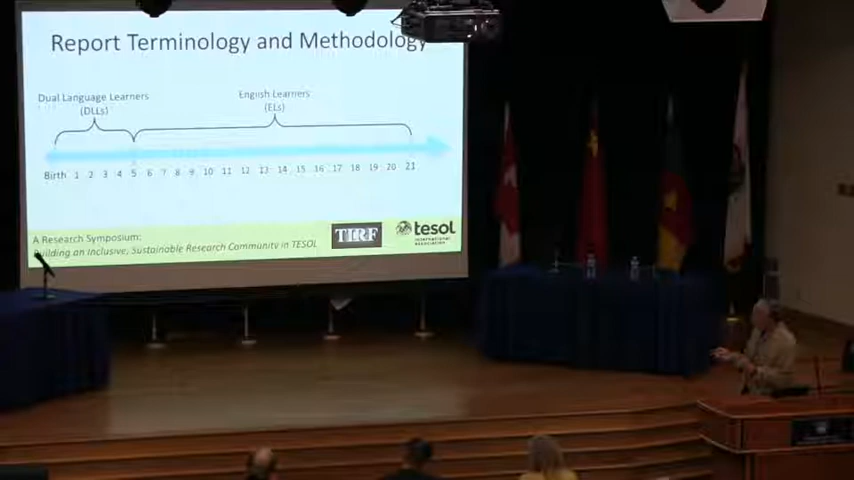 Report Terminology and Methodology
Dual Language Learners
(DLLs)
English Learners
(ELs)
Birth 1 2 3 4 5 6 7 8 9 10 11 12 13 14 15 16 17 18 19 20 21
A Research Symposium:
Building an Inclusive, Sustainable Research Community in TESOL
TIRF
tesol
INTERNATIONAL
ASSOCIATION